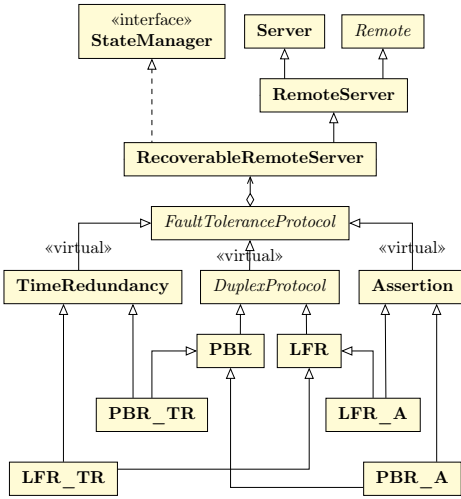 «interface»
StateManager
Server
Remote
RemoteServer
RecoverableRemoteServer
FaultToleranceProtocol
«virtual»
«virtual»
«virtual»
TimeRedundancy
DuplexProtocol
Assertion
PBR
LFR
PBR_TR
LFR_A
LFR_TR
PBR_A